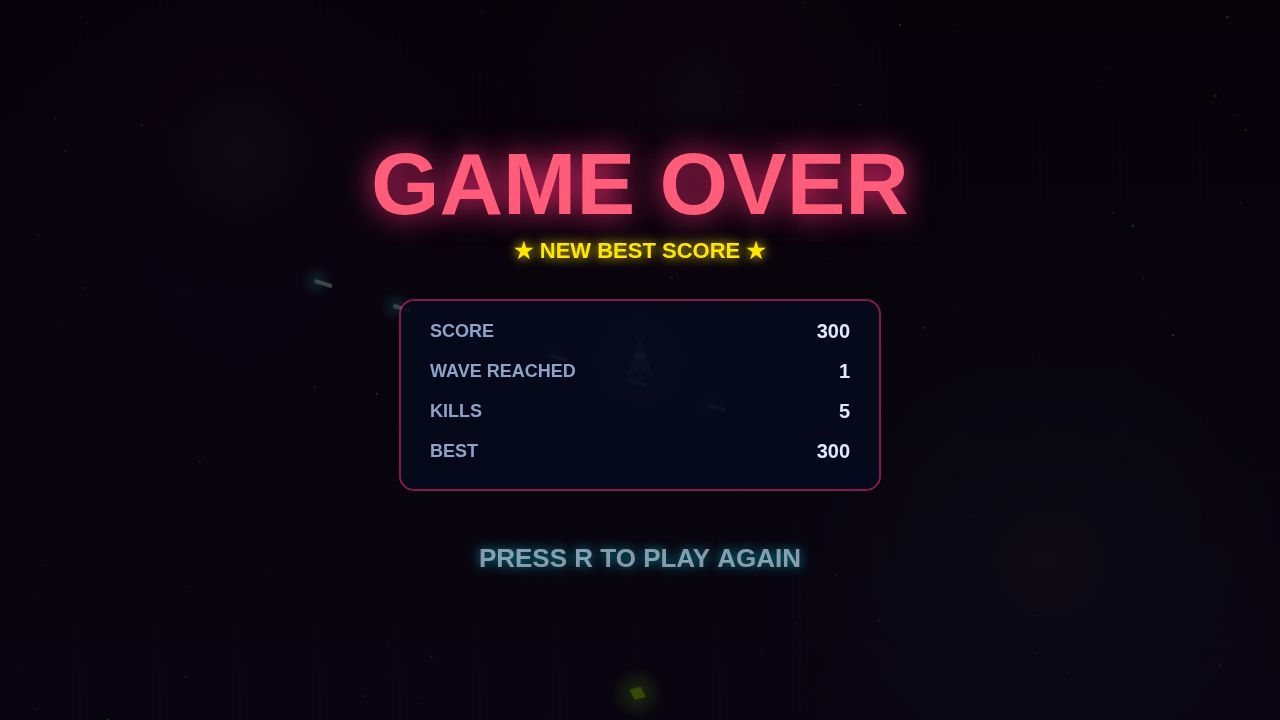 GAME OVER
★ NEW BEST SCORE ★
SCORE 300
WAVE REACHED 1
KILLS 5
BEST 300
PRESS R TO PLAY AGAIN